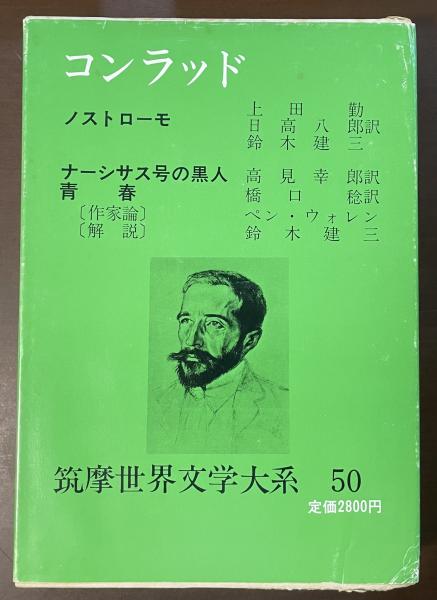 コンラッド
ノストローモ 上田勤
日高八郎訳
鈴木建三
ナーシサス号の黒人 高見幸郎訳
青春 橋口稔訳
〔作家論〕 ペン・ウォレン
〔解説〕 鈴木建三
筑摩世界文学大系 50
定価2800円